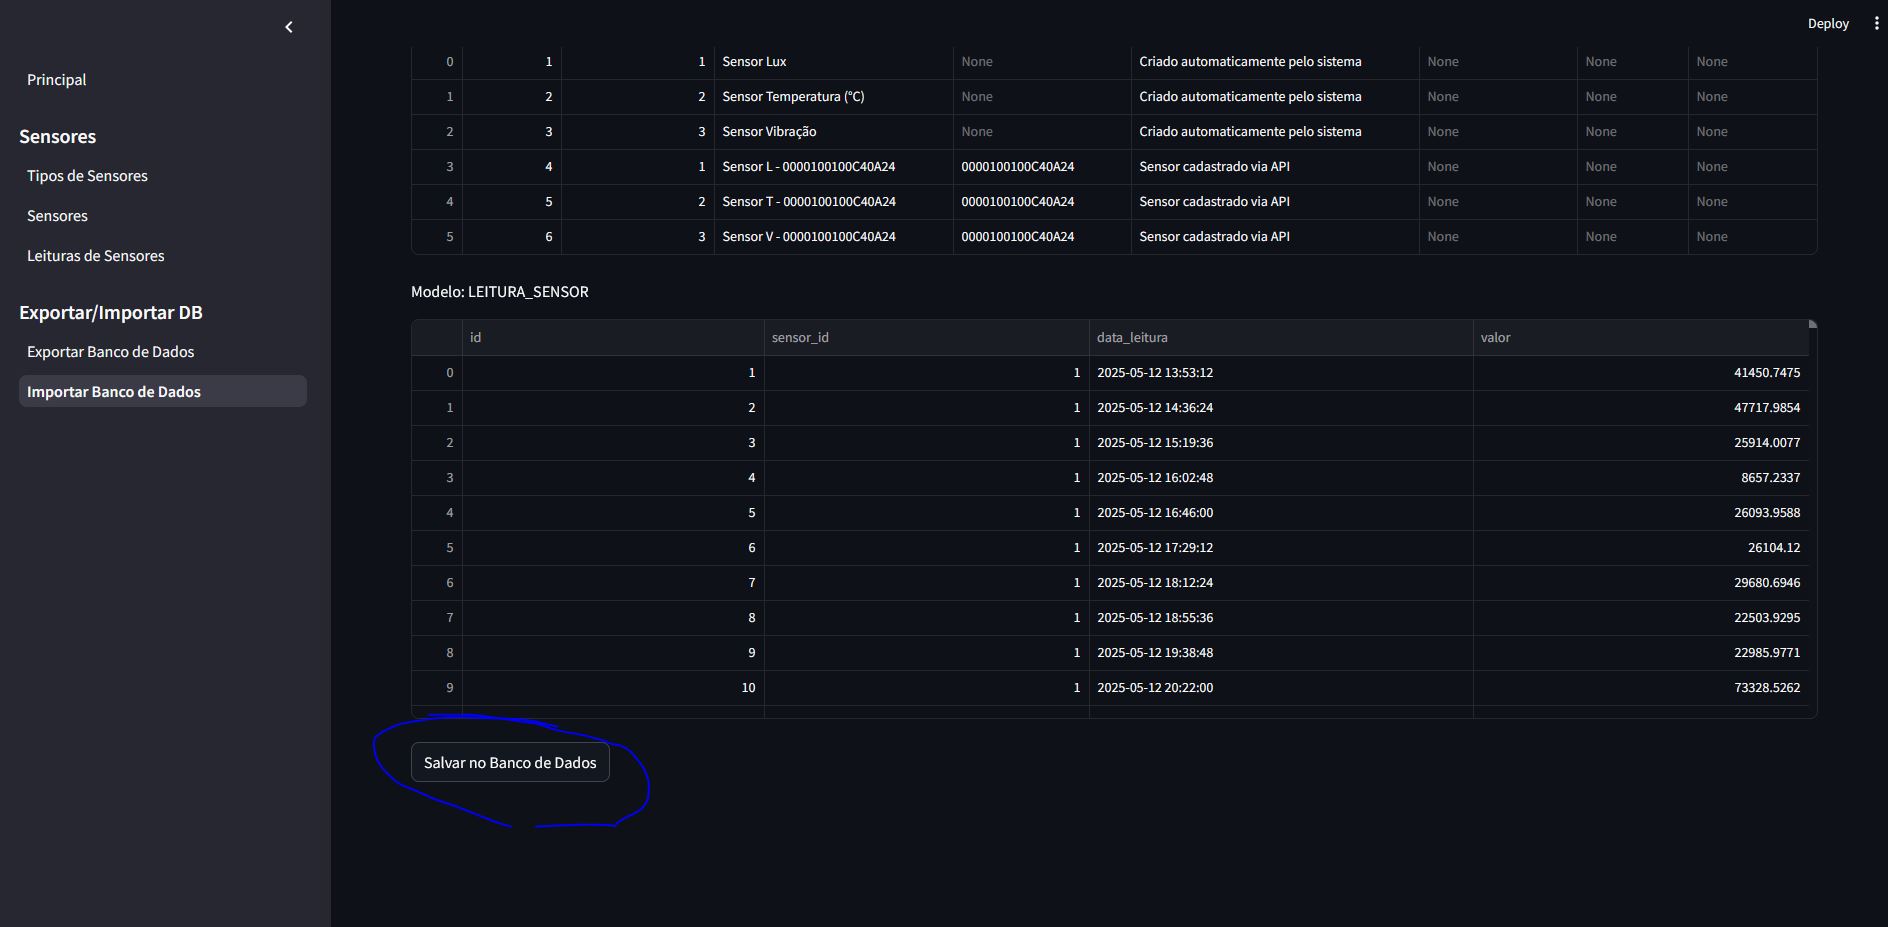 Deploy
Principal
Sensores
Tipos de Sensores
Sensores
Leituras de Sensores
Exportar/Importar DB
Exportar Banco de Dados
Importar Banco de Dados
0 1 1 Sensor Lux None Criado automaticamente pelo sistema None None None
1 2 2 Sensor Temperatura (°C) None Criado automaticamente pelo sistema None None None
2 3 3 Sensor Vibração None Criado automaticamente pelo sistema None None None
3 4 1 Sensor L - 0000100100C40A24 0000100100C40A24 Sensor cadastrado via API None None None
4 5 2 Sensor T - 0000100100C40A24 0000100100C40A24 Sensor cadastrado via API None None None
5 6 3 Sensor V - 0000100100C40A24 0000100100C40A24 Sensor cadastrado via API None None None
Modelo: LEITURA_SENSOR
id sensor_id data_leitura valor
0 1 1 2025-05-12 13:53:12 41450.7475
1 2 1 2025-05-12 14:36:24 47717.9854
2 3 1 2025-05-12 15:19:36 25914.0077
3 4 1 2025-05-12 16:02:48 8657.2337
4 5 1 2025-05-12 16:46:00 26093.9588
5 6 1 2025-05-12 17:29:12 26104.12
6 7 1 2025-05-12 18:12:24 29680.6946
7 8 1 2025-05-12 18:55:36 22503.9295
8 9 1 2025-05-12 19:38:48 22985.9771
9 10 1 2025-05-12 20:22:00 73328.5262
Salvar no Banco de Dados